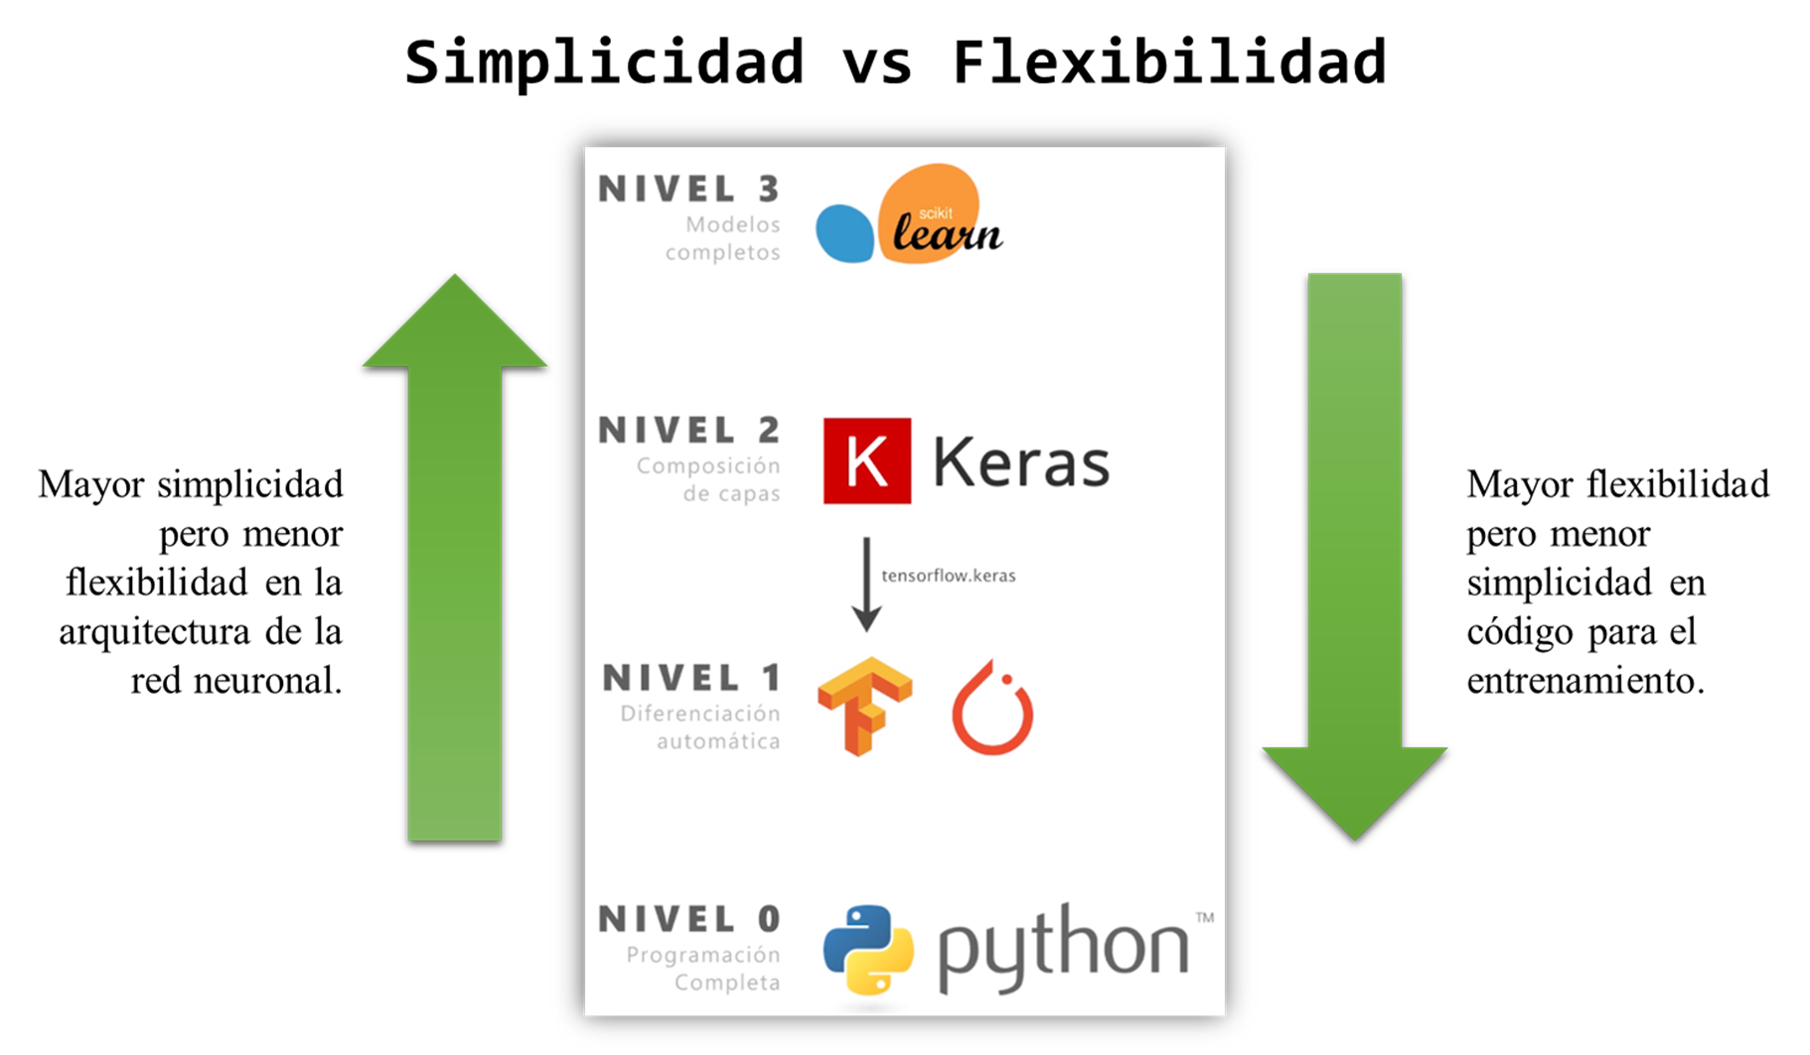 Simplicidad vs Flexibilidad
NIVEL 3
Modelos
completos
scikit
learn
NIVEL 2
Composición
de capas
K Keras
tensorflow.keras
NIVEL 1
Diferenciación
automática
NIVEL 0
Programación
Completa
python™
Mayor simplicidad
pero menor
flexibilidad en la
arquitectura de la
red neuronal.
Mayor flexibilidad
pero menor
simplicidad en
código para el
entrenamiento.